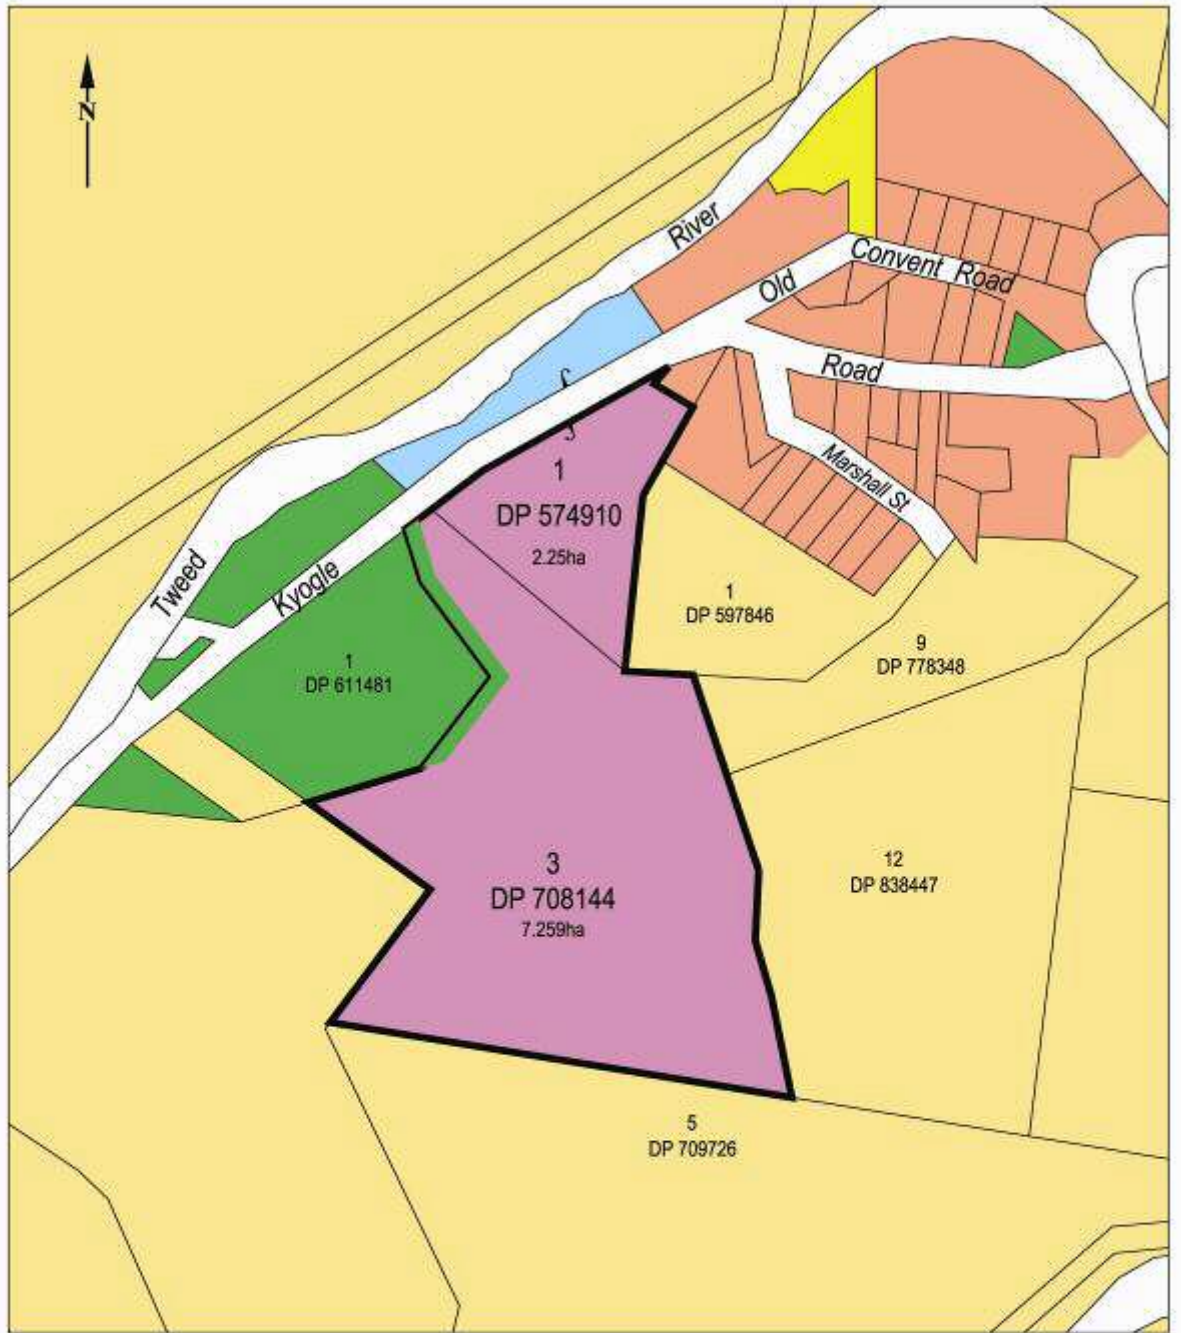 N
River
Old
Convent Road
Road
Marshall St
1
DP 574910
2.25ha
Tweed
Kyogle
1
DP 597846
9
DP 778348
1
DP 611481
3
DP 708144
7.259ha
12
DP 838447
5
DP 709726